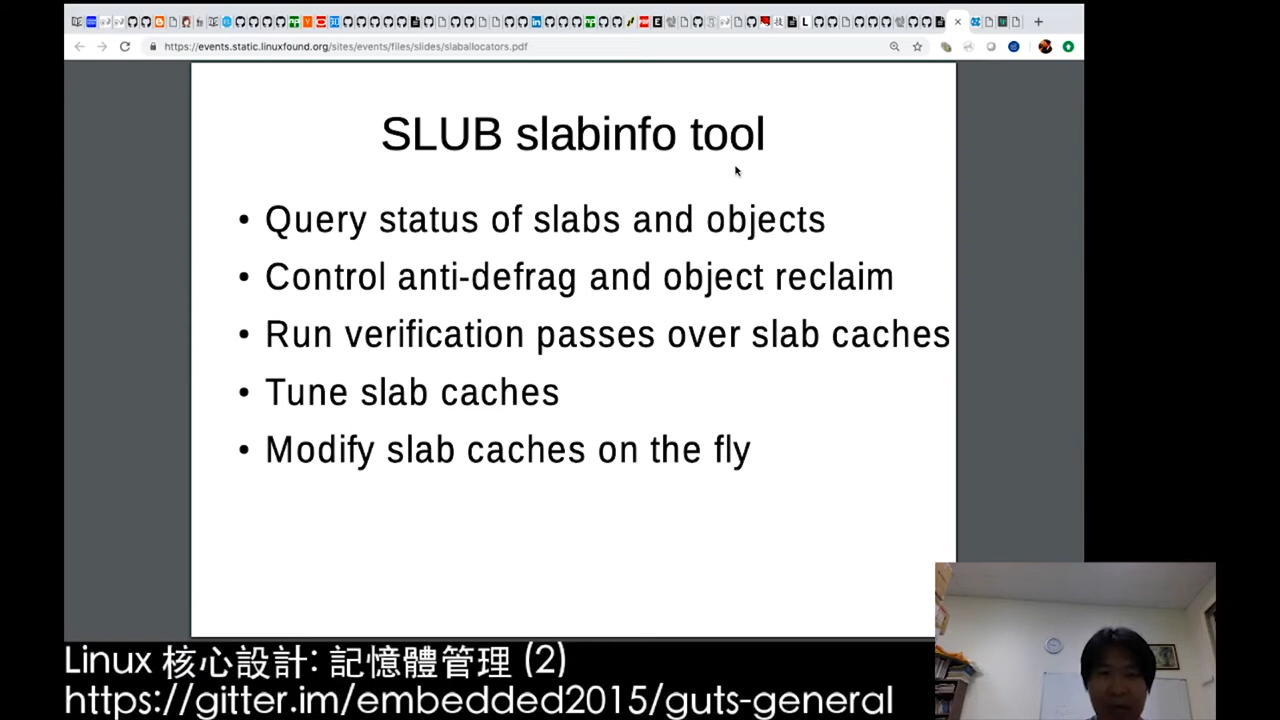 https://events.static.linuxfound.org/sites/events/files/slides/slaballocators.pdf
SLUB slabinfo tool
• Query status of slabs and objects
• Control anti-defrag and object reclaim
• Run verification passes over slab caches
• Tune slab caches
• Modify slab caches on the fly
Linux 核心設計: 記憶體管理 (2)
https://gitter.im/embedded2015/guts-general